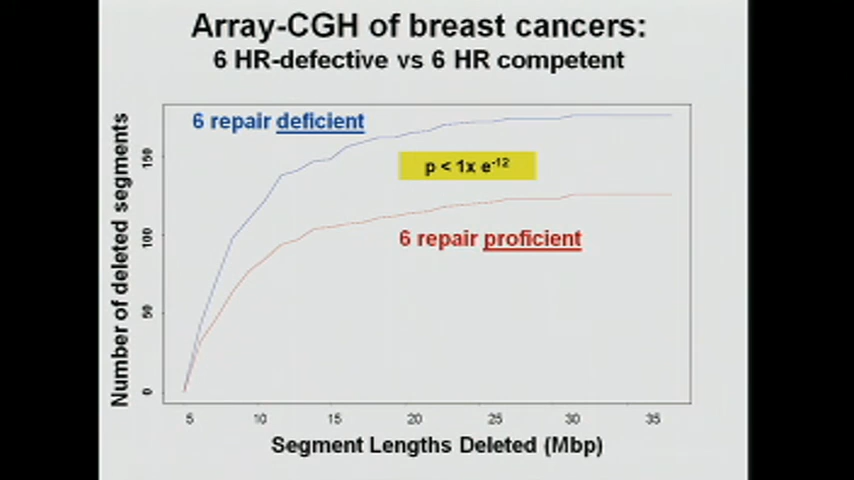 Array-CGH of breast cancers:
6 HR-defective vs 6 HR competent
6 repair deficient
p < 1x e-12
6 repair proficient
Number of deleted segments
150
100
50
0
5 10 15 20 25 30 35
Segment Lengths Deleted (Mbp)